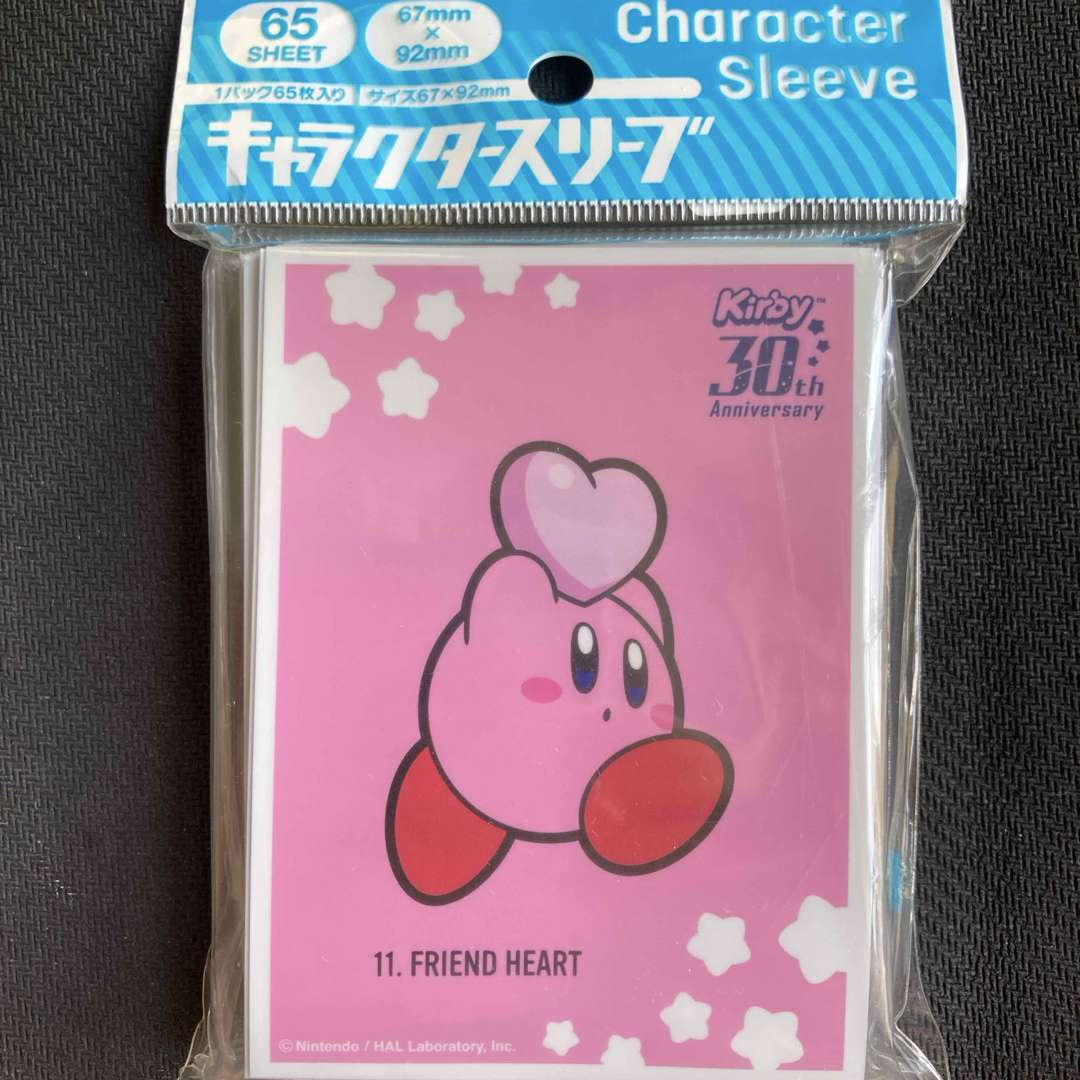 65
SHEET
67mm
×
92mm
Character
Sleeve
1パック65枚入り
サイズ67×92mm
キャラクタースリーブ
Kirby™
30th
Anniversary
11. FRIEND HEART
©Nintendo / HAL Laboratory, Inc.